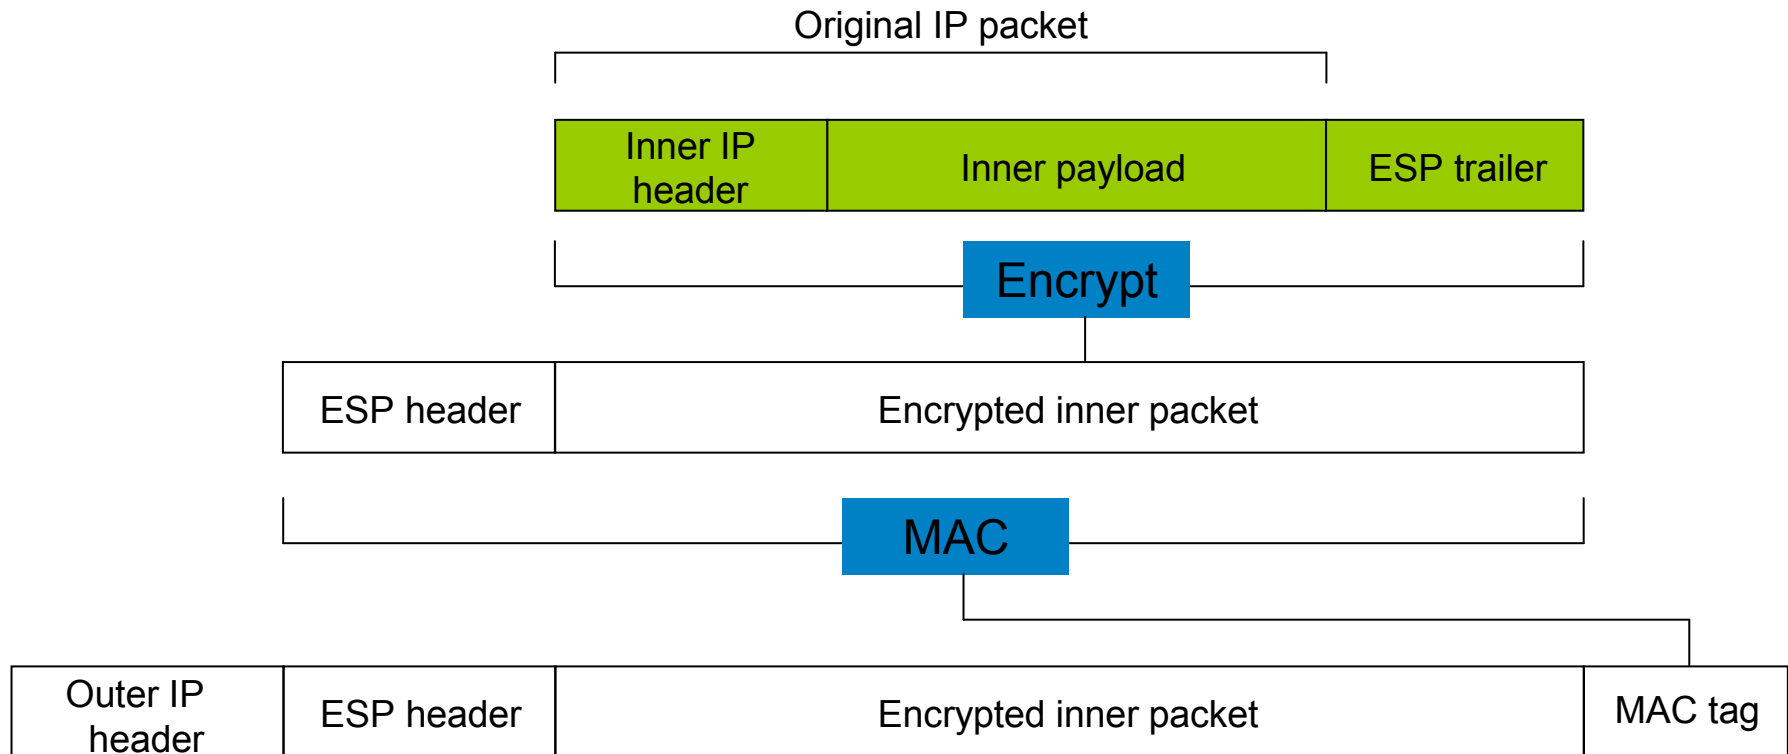 Original IP packet
Inner IP
header
Inner payload
ESP trailer
Encrypt
ESP header
Encrypted inner packet
MAC
Outer IP
header
ESP header
Encrypted inner packet
MAC tag